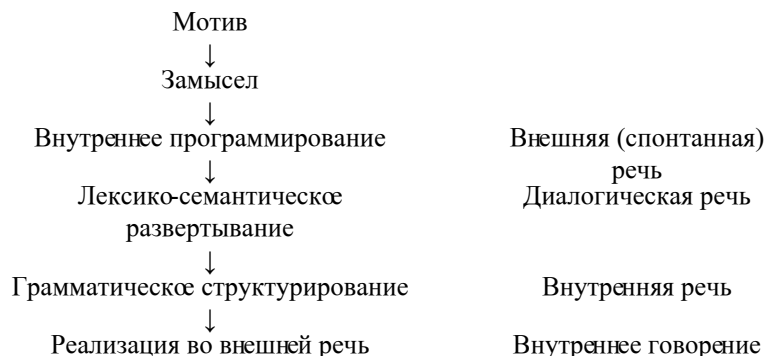 Мотив
↓
Замысел
↓
Внутреннее программирование Внешняя (спонтанная)
↓ речь
Лексико-семантическое Диалогическая речь
развертывание
↓
Грамматическое структурирование Внутренняя речь
↓
Реализация во внешней речь Внутреннее говорение